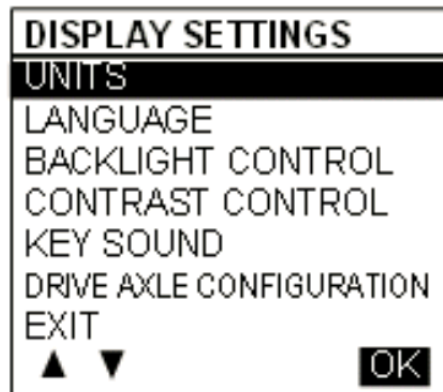 DISPLAY SETTINGS
UNITS
LANGUAGE
BACKLIGHT CONTROL
CONTRAST CONTROL
KEY SOUND
DRIVE AXLE CONFIGURATION
EXIT
▲ ▼ OK